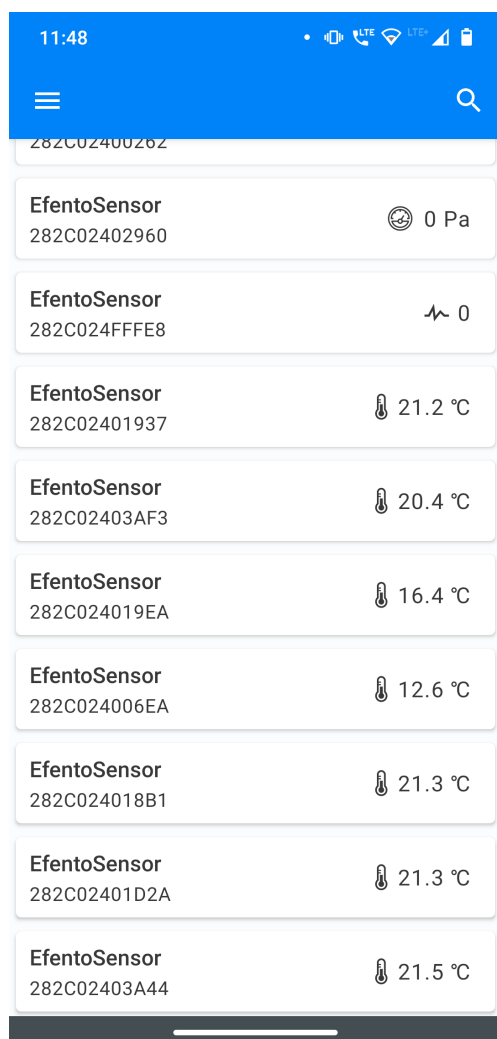 11:48
LTE LTE+
282C02400262
EfentoSensor
0 Pa
282C02402960
EfentoSensor
0
282C024FFFE8
EfentoSensor
21.2 ℃
282C02401937
EfentoSensor
20.4 ℃
282C02403AF3
EfentoSensor
16.4 ℃
282C024019EA
EfentoSensor
12.6 ℃
282C024006EA
EfentoSensor
21.3 ℃
282C024018B1
EfentoSensor
21.3 ℃
282C02401D2A
EfentoSensor
21.5 ℃
282C02403A44